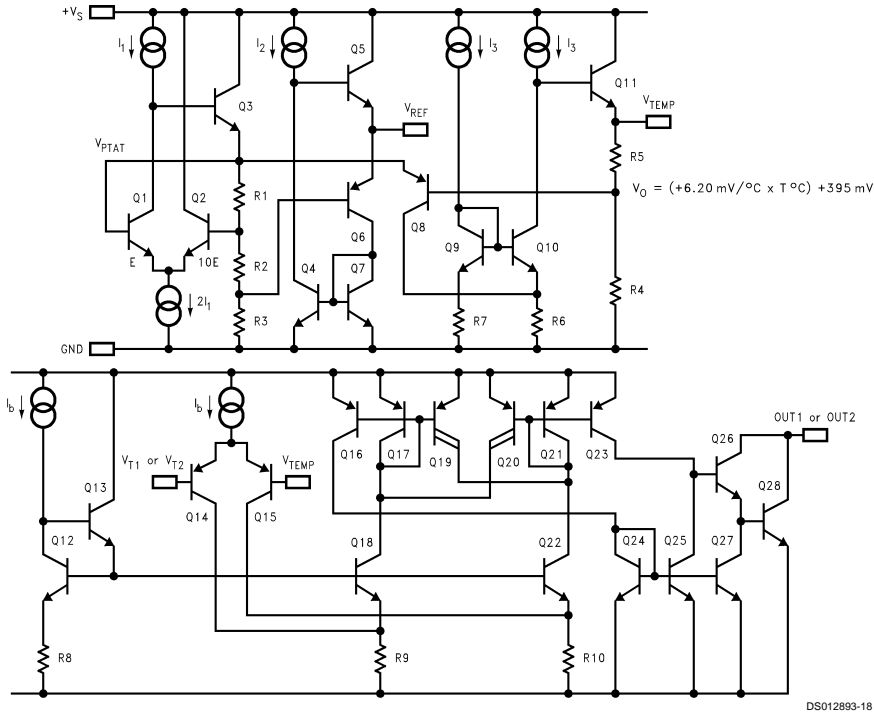 +VS
I1
I2
I3
I3
Q5
Q11
Q3
VREF
VTEMP
VPTAT
R5
Q1
Q2
R1
VO = (+6.20 mV/°C x T °C) +395 mV
Q6
Q8
Q9
Q10
E
10E
R2
Q4
Q7
2I1
R3
R7
R6
R4
GND
Ib
Ib
OUT1 or OUT2
Q16
Q17
Q19
Q20
Q21
Q23
Q26
VT1 or VT2
VTEMP
Q13
Q28
Q14
Q15
Q12
Q18
Q22
Q24
Q25
Q27
R8
R9
R10
DS012893-18